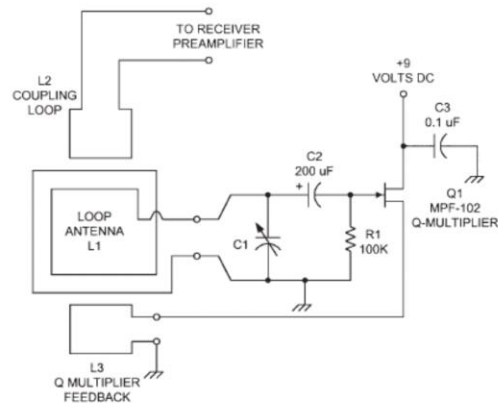 TO RECEIVER
PREAMPLIFIER
L2
COUPLING
LOOP
+9
VOLTS DC
C3
0.1 uF
C2
200 uF
+
Q1
MPF-102
Q-MULTIPLIER
LOOP
ANTENNA
L1
C1
R1
100K
L3
Q MULTIPLIER
FEEDBACK